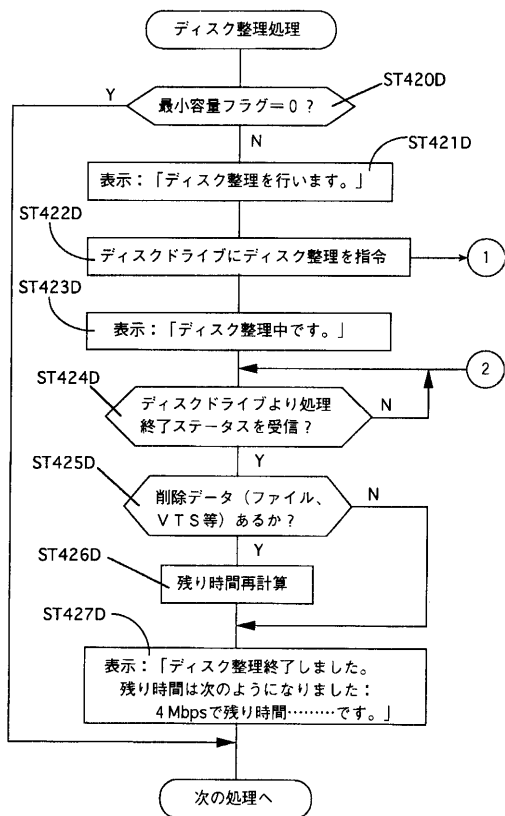 ディスク整理処理
ST420D
Y
最小容量フラグ＝０？
N
ST421D
表示：「ディスク整理を行います。」
ST422D
ディスクドライブにディスク整理を指令
1
ST423D
表示：「ディスク整理中です。」
2
ST424D
ディスクドライブより処理
終了ステータスを受信？
N
Y
ST425D
削除データ（ファイル、
ＶＴＳ等）あるか？
N
Y
ST426D
残り時間再計算
ST427D
表示：「ディスク整理終了しました。
残り時間は次のようになりました：
４Mbpsで残り時間………です。」
次の処理へ